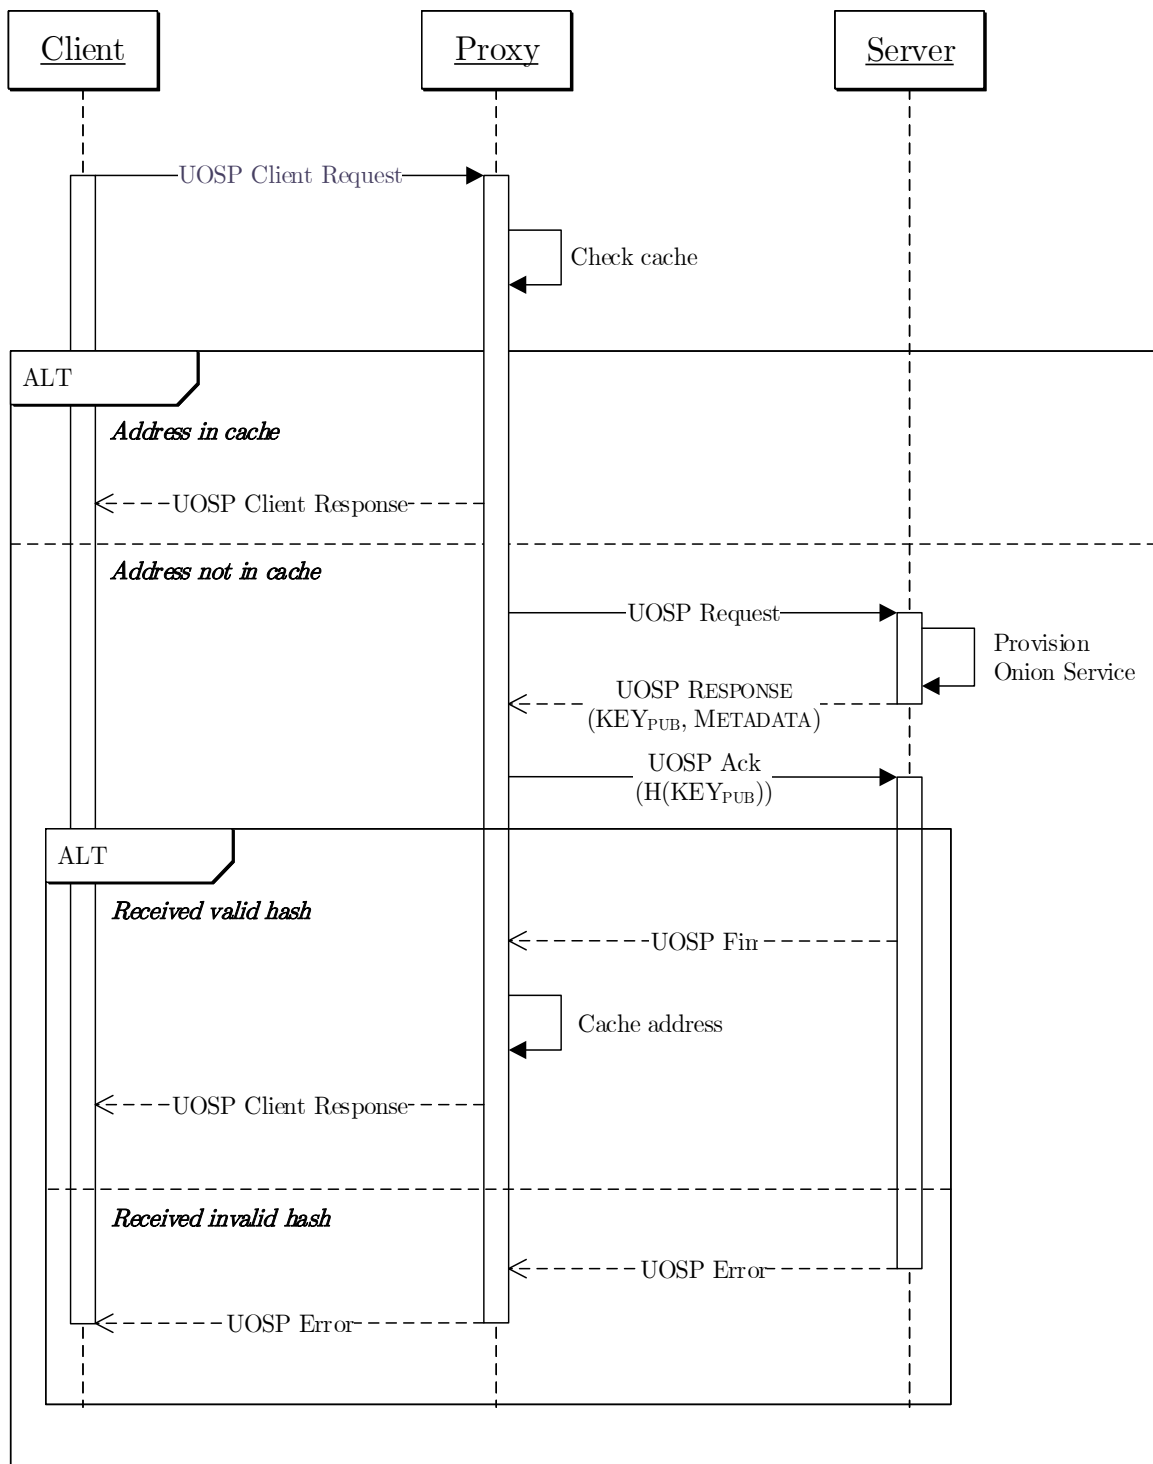 Client
Proxy
Server
UOSP Client Request
Check cache
ALT
Address in cache
UOSP Client Response
Address not in cache
UOSP Request
Provision
Onion Service
UOSP RESPONSE
(KEY_PUB, METADATA)
UOSP Ack
(H(KEY_PUB))
ALT
Received valid hash
UOSP Fin
Cache address
UOSP Client Response
Received invalid hash
UOSP Error
UOSP Error